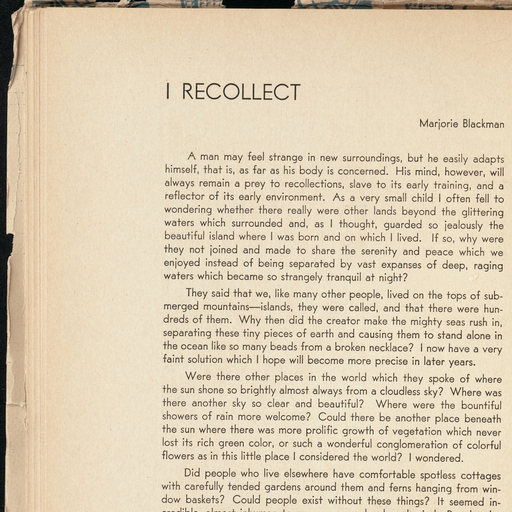 I RECOLLECT
Marjorie Blackman
A man may feel strange in new surroundings, but he easily adapts
himself, that is, as far as his body is concerned. His mind, however, will
always remain a prey to recollections, slave to its early training, and a
reflector of its early environment. As a very small child I often fell to
wondering whether there really were other lands beyond the glittering
waters which surrounded and, as I thought, guarded so jealously the
beautiful island where I was born and on which I lived. If so, why were
they not joined and made to share the serenity and peace which we
enjoyed instead of being separated by vast expanses of deep, raging
waters which became so strangely tranquil at night?
They said that we, like many other people, lived on the tops of sub-
merged mountains—islands, they were called, and that there were hun-
dreds of them. Why then did the creator make the mighty seas rush in,
separating these tiny pieces of earth and causing them to stand alone in
the ocean like so many beads from a broken necklace? I now have a very
faint solution which I hope will become more precise in later years.
Were there other places in the world which they spoke of where
the sun shone so brightly almost always from a cloudless sky? Where was
there another sky so clear and beautiful? Where were the bountiful
showers of rain more welcome? Could there be another place beneath
the sun where there was more prolific growth of vegetation which never
lost its rich green color, or such a wonderful conglomeration of colorful
flowers as in this little place I considered the world? I wondered.
Did people who live elsewhere have comfortable spotless cottages
with carefully tended gardens around them and ferns hanging from win-
dow baskets? Could people exist without these things? It seemed in-